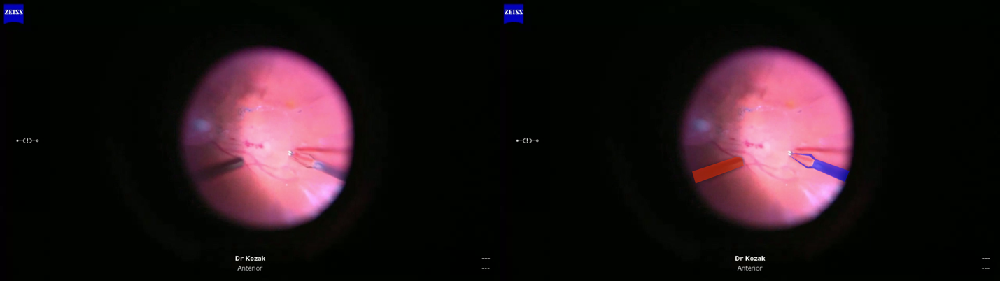 ZEISS
ZEISS
(!)
(!)
Dr Kozak
Anterior
---
---
Dr Kozak
Anterior
---
---